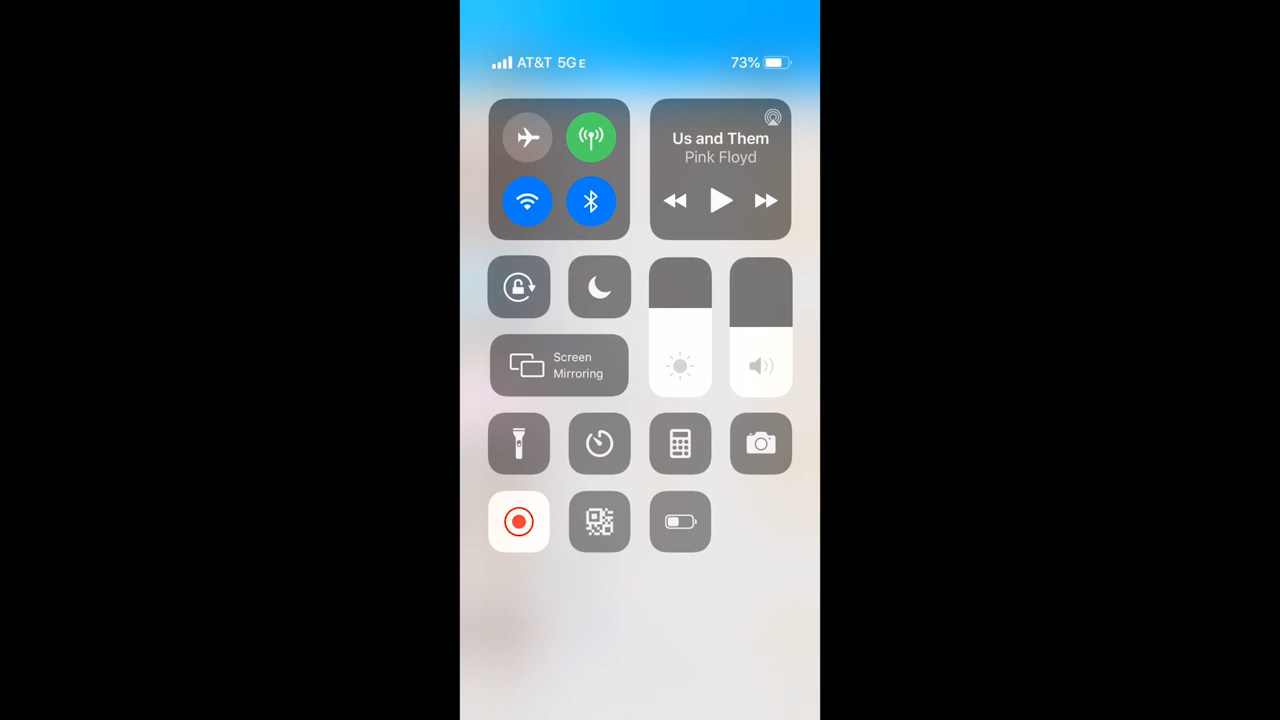 AT&T 5GE 73%
Us and Them
Pink Floyd
Screen
Mirroring